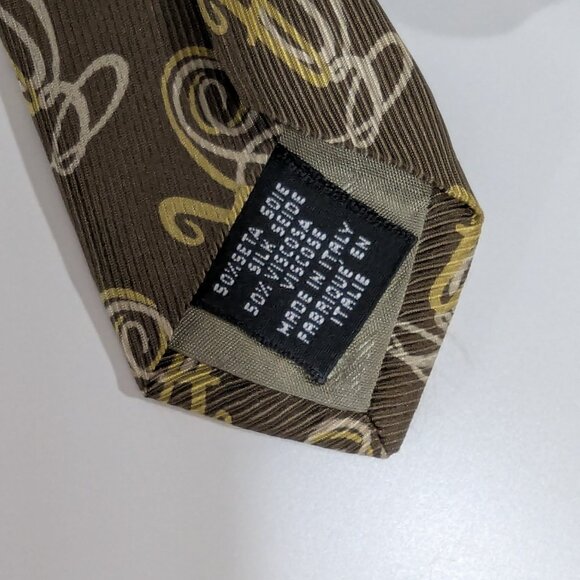 50%SETA SOIE
SILK SEIDE
50% VISCOSA
VISCOSE
MADE IN ITALY
FABRIQUE' EN
ITALIE